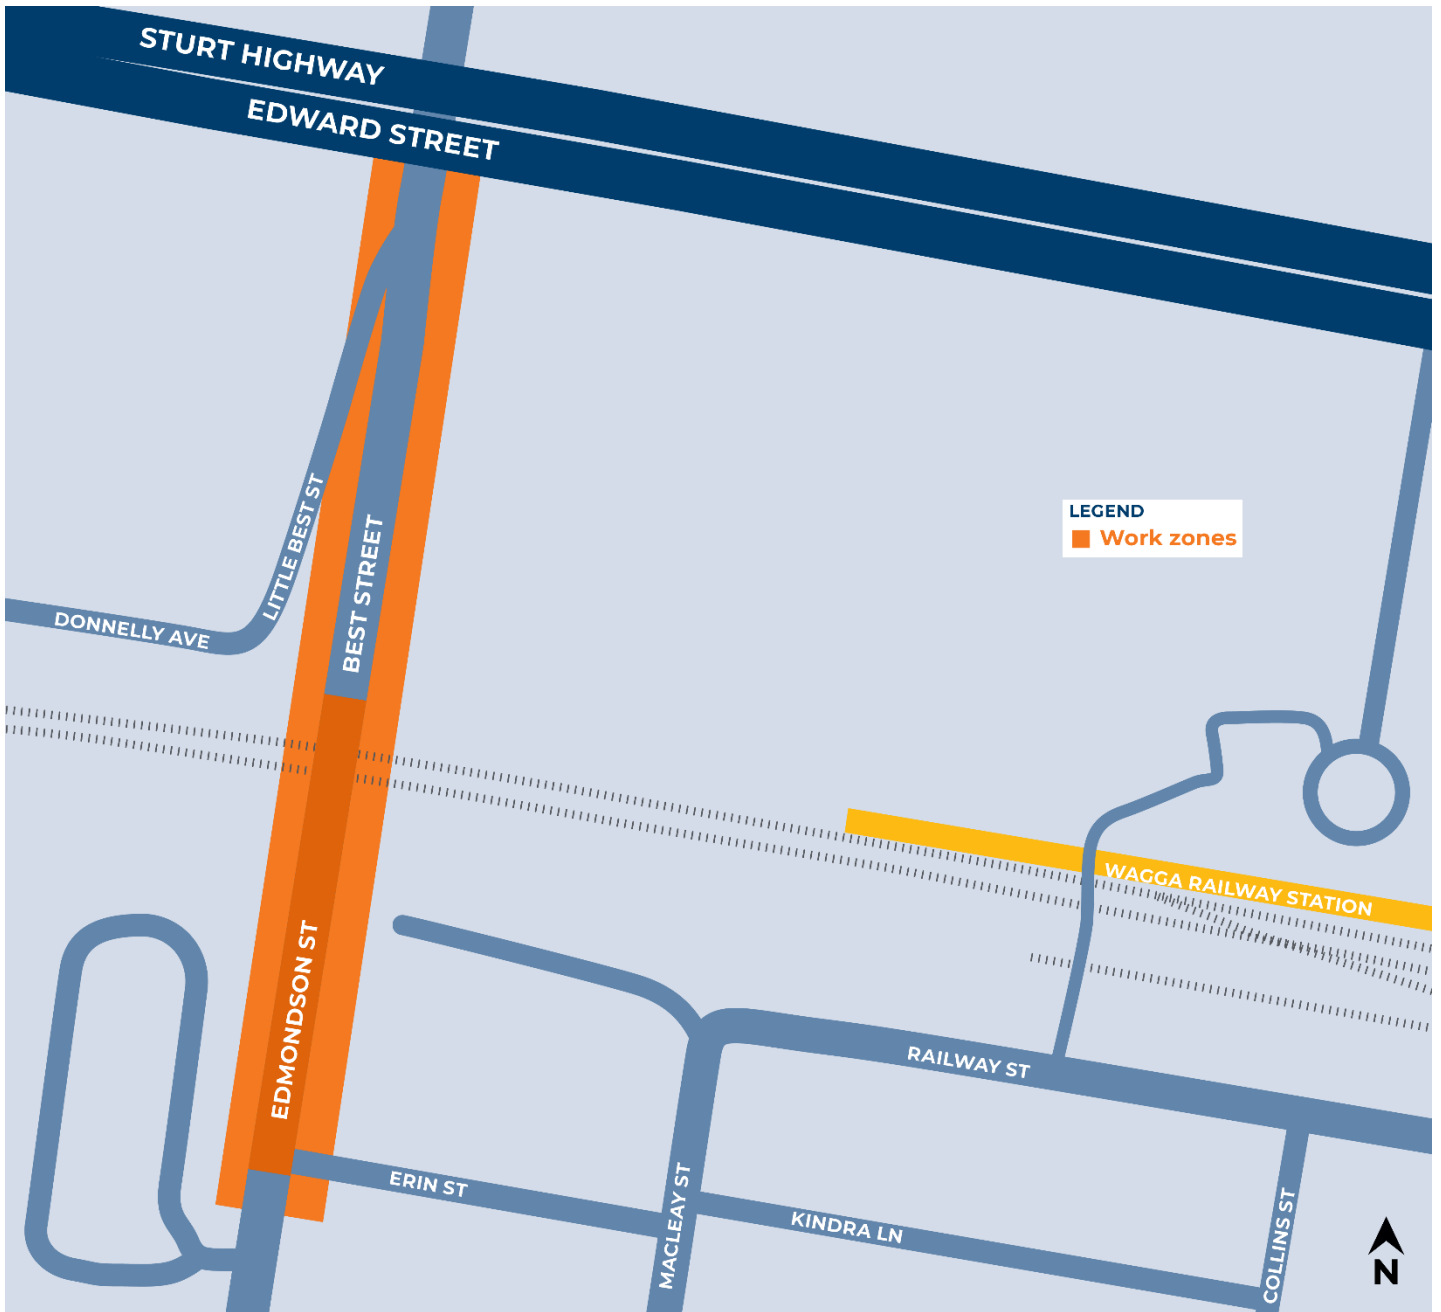 STURT HIGHWAY
EDWARD STREET
LITTLE BEST ST
BEST STREET
LEGEND
Work zones
DONNELLY AVE
WAGGA RAILWAY STATION
EDMONDSON ST
RAILWAY ST
ERIN ST
MACLEAY ST
KINDRA LN
COLLINS ST
N